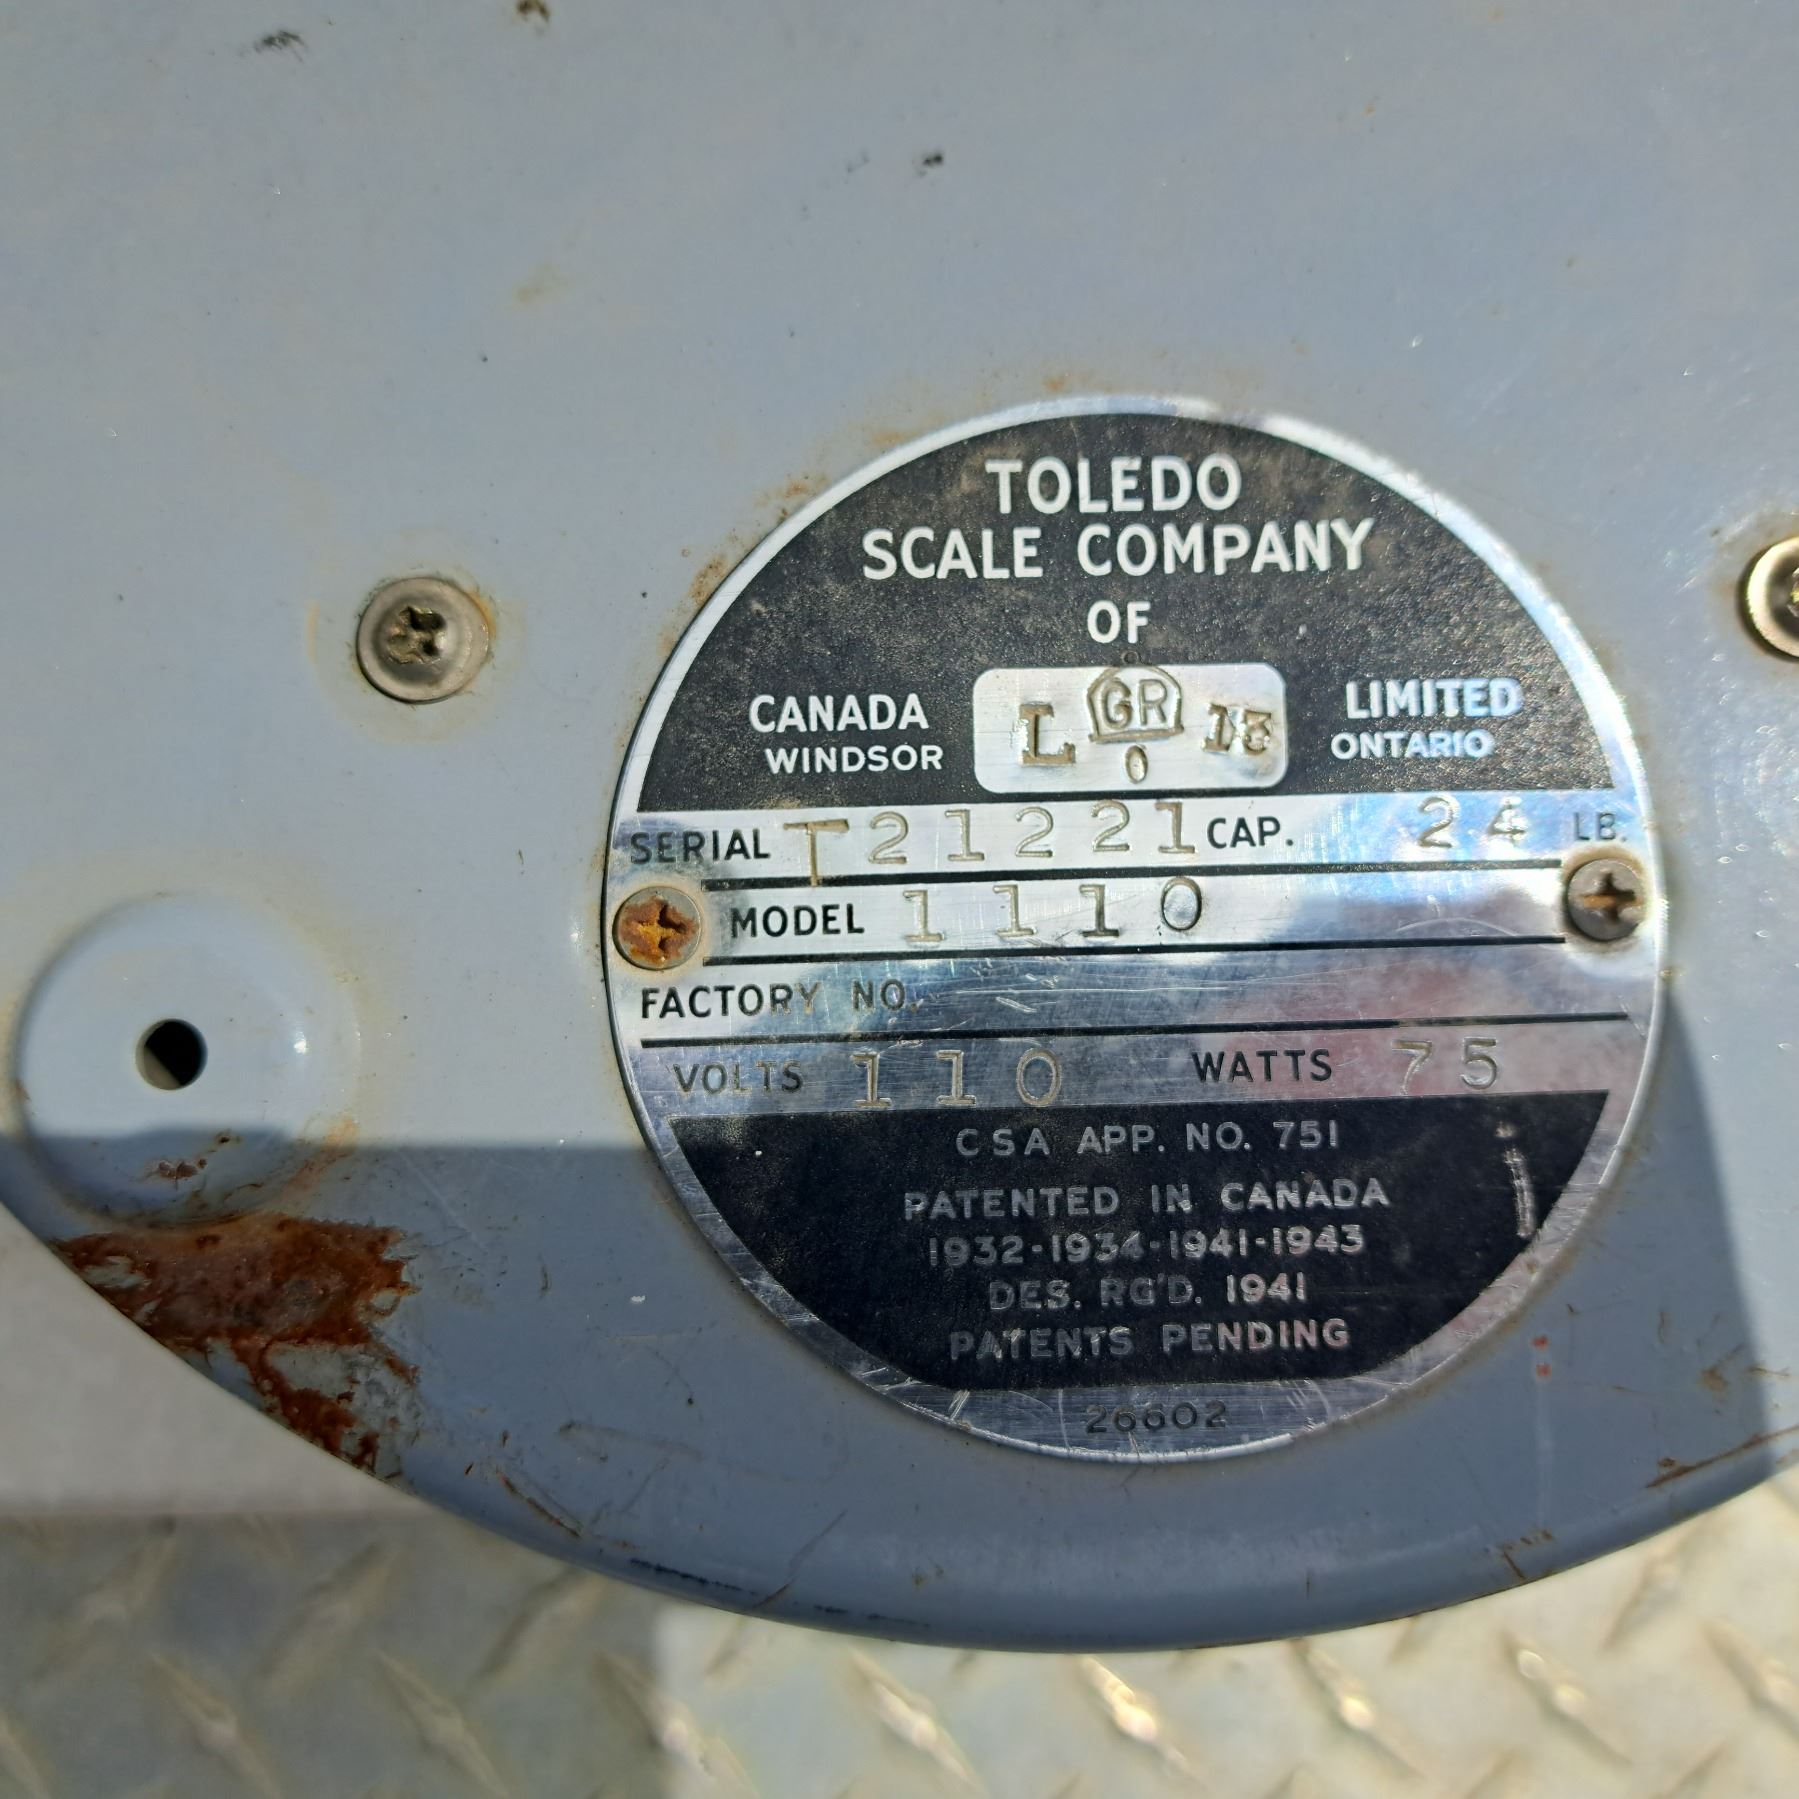 TOLEDO
SCALE COMPANY
OF
CANADA LIMITED
WINDSOR ONTARIO
L GR 13
0
SERIAL T21221 CAP. 24 LB.
MODEL 1110
FACTORY NO.
VOLTS 110 WATTS 75
CSA APP. NO. 751
PATENTED IN CANADA
1932-1934-1941-1943
DES. RG'D. 1941
PATENTS PENDING
26602